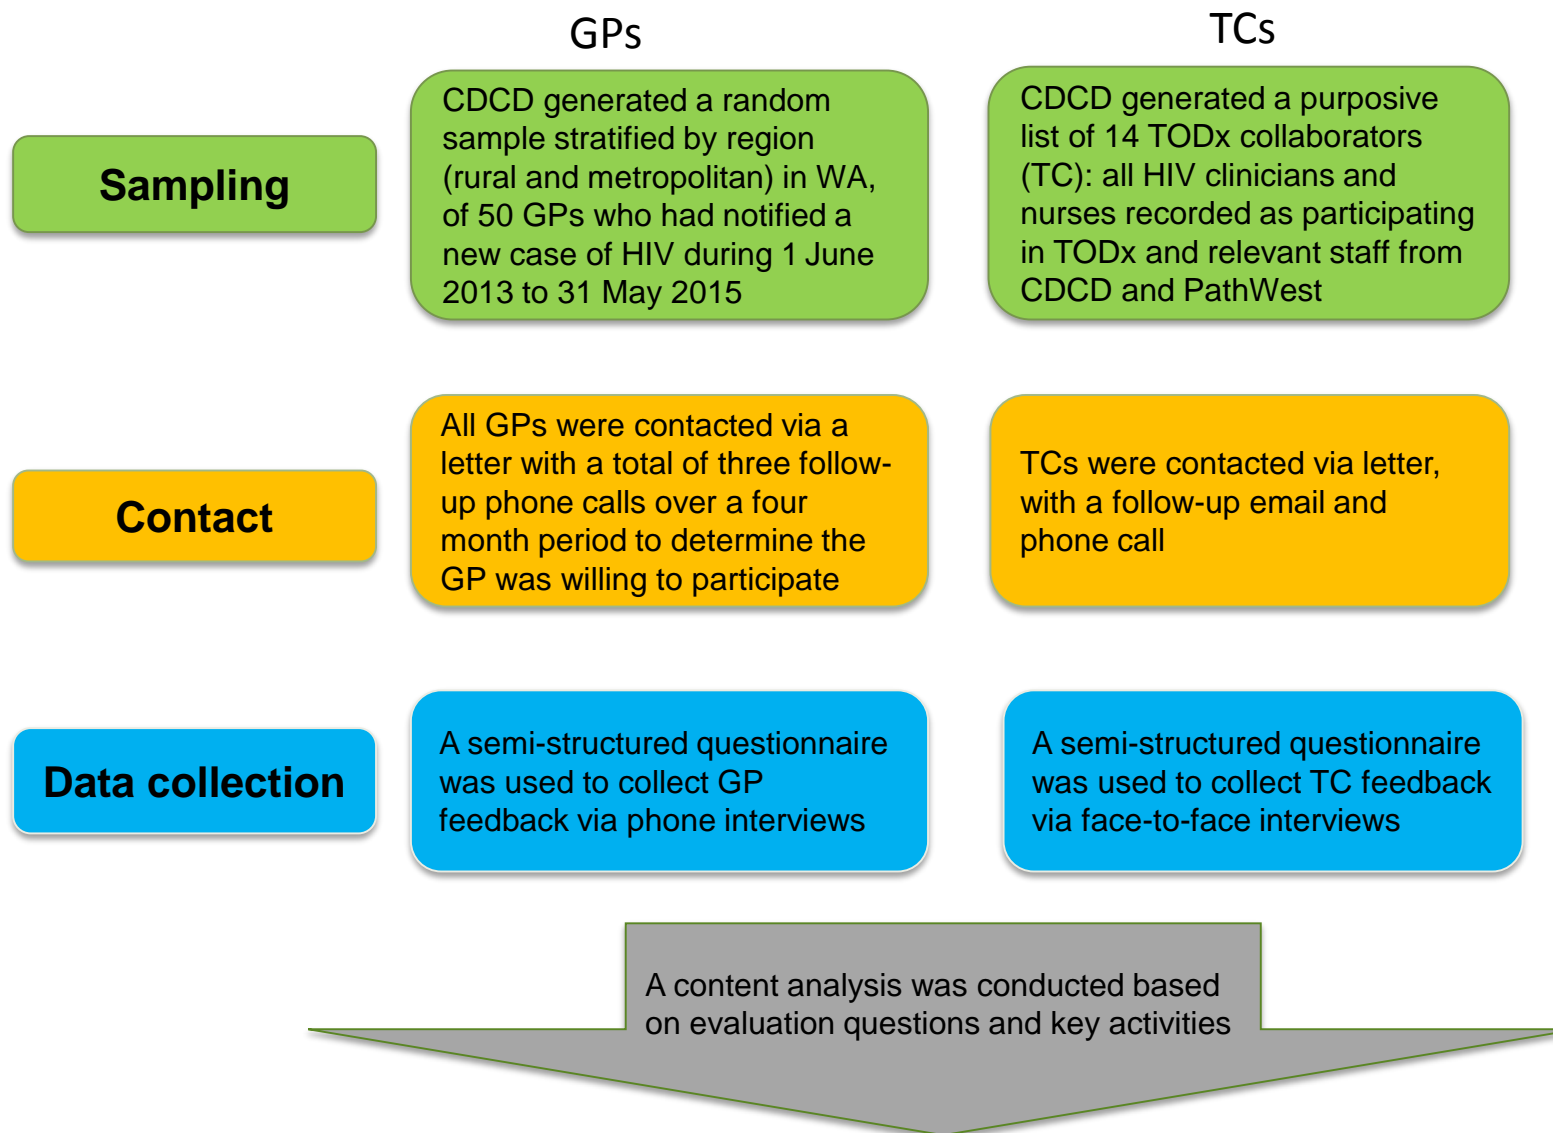 GPs
TCs
Sampling
CDCD generated a random
sample stratified by region
(rural and metropolitan) in WA,
of 50 GPs who had notified a
new case of HIV during 1 June
2013 to 31 May 2015
CDCD generated a purposive
list of 14 TODx collaborators
(TC): all HIV clinicians and
nurses recorded as participating
in TODx and relevant staff from
CDCD and PathWest
Contact
All GPs were contacted via a
letter with a total of three follow-
up phone calls over a four
month period to determine the
GP was willing to participate
TCs were contacted via letter,
with a follow-up email and
phone call
Data collection
A semi-structured questionnaire
was used to collect GP
feedback via phone interviews
A semi-structured questionnaire
was used to collect TC feedback
via face-to-face interviews
A content analysis was conducted based
on evaluation questions and key activities